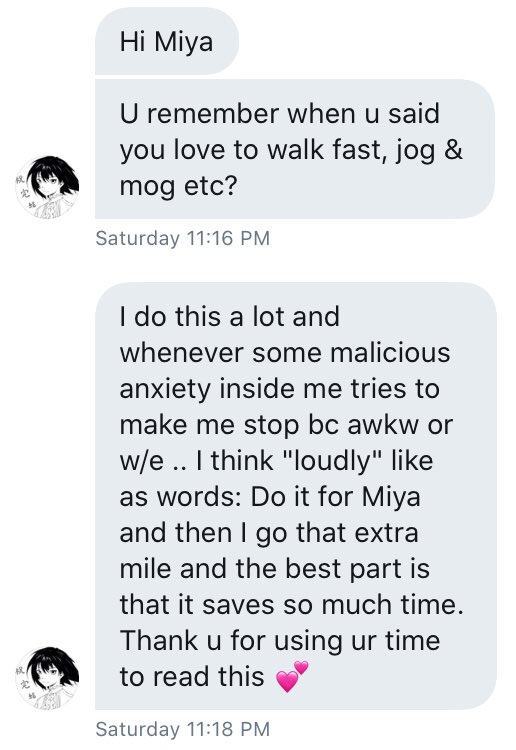 Hi Miya
U remember when u said
you love to walk fast, jog &
mog etc?
Saturday 11:16 PM
I do this a lot and
whenever some malicious
anxiety inside me tries to
make me stop bc awkw or
w/e .. I think "loudly" like
as words: Do it for Miya
and then I go that extra
mile and the best part is
that it saves so much time.
Thank u for using ur time
to read this 💕
Saturday 11:18 PM